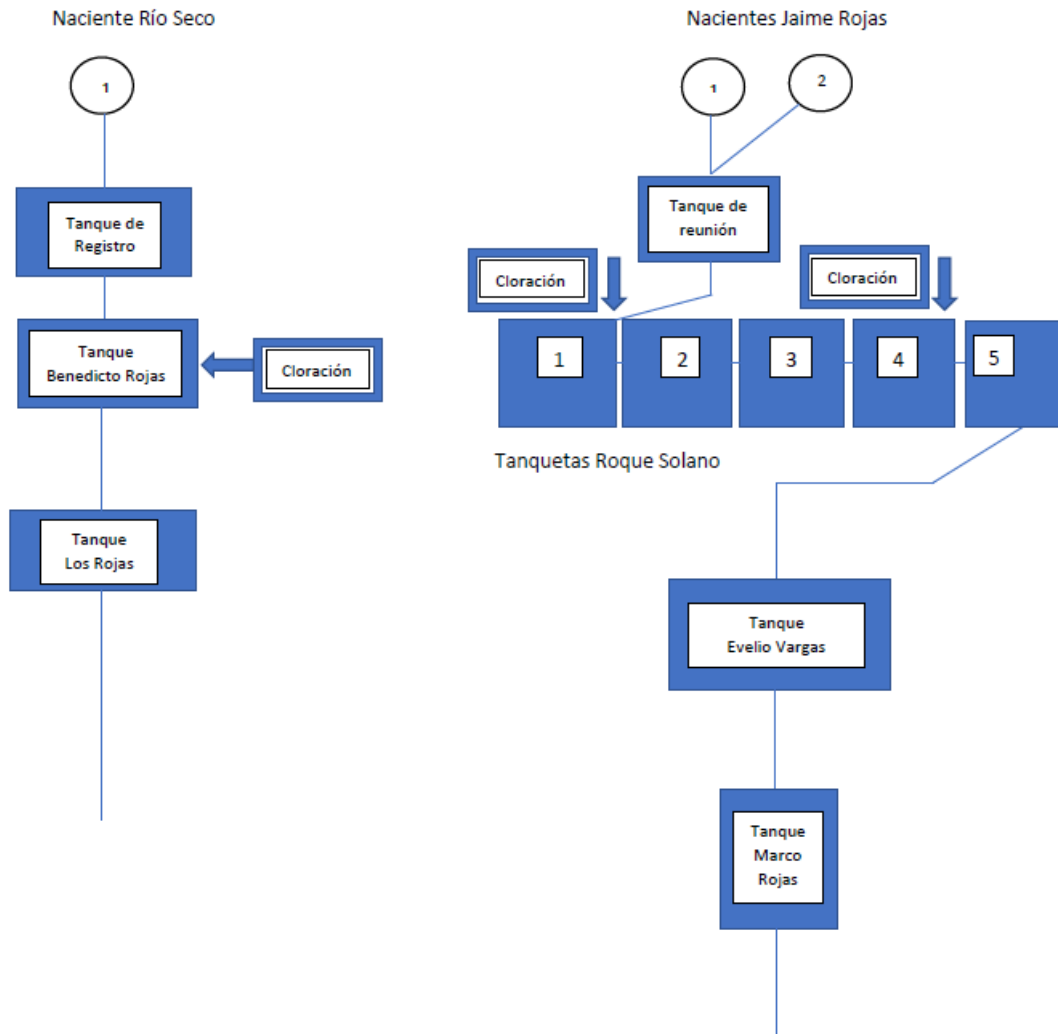 Naciente Río Seco
1
Tanque de
Registro
Tanque
Benedicto Rojas
Cloración
Tanque
Los Rojas
Nacientes Jaime Rojas
1
2
Tanque de
reunión
Cloración
Cloración
1
2
3
4
5
Tanquetas Roque Solano
Tanque
Evelio Vargas
Tanque
Marco
Rojas